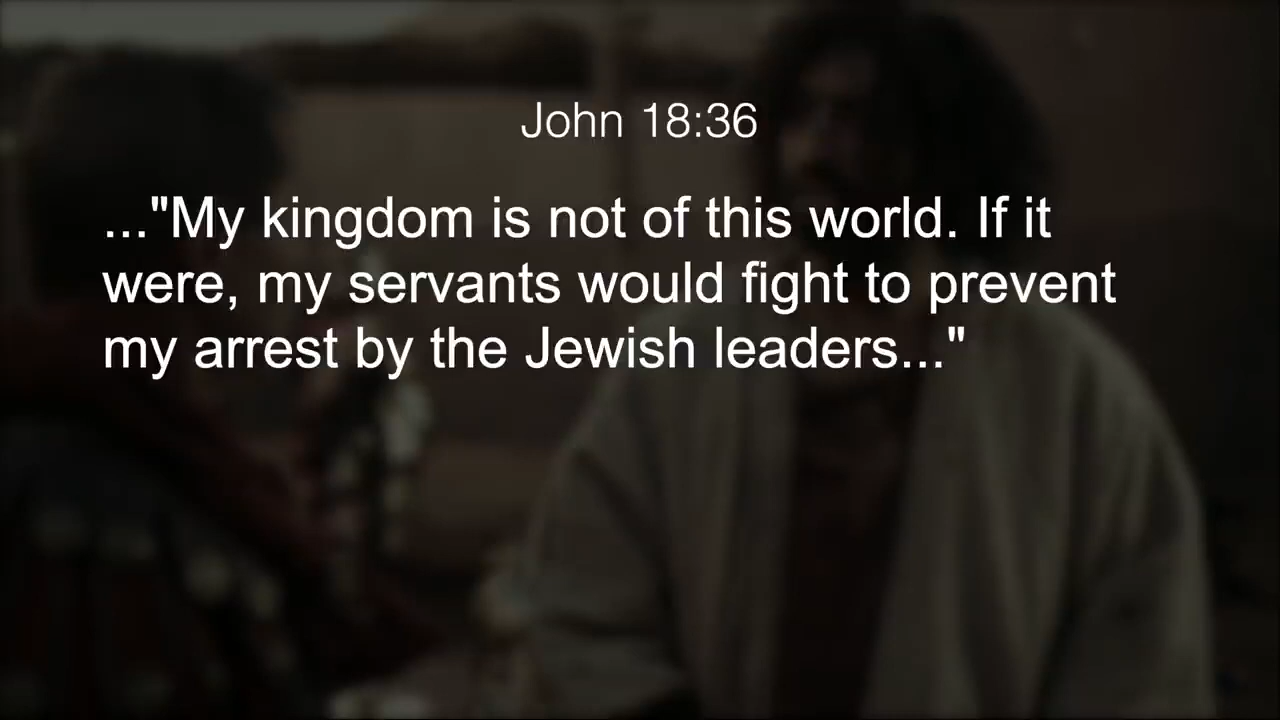 John 18:36
..."My kingdom is not of this world. If it
were, my servants would fight to prevent
my arrest by the Jewish leaders..."